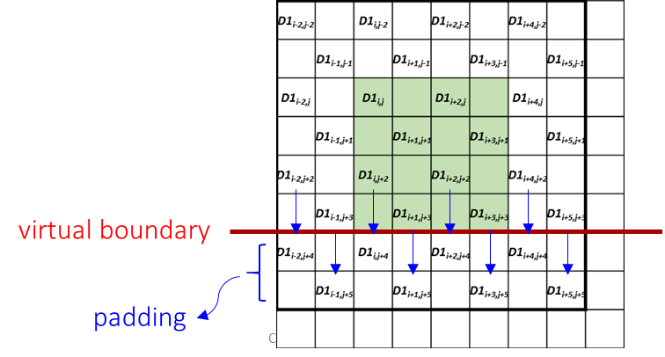 D1i-2,j-2 D1i,j-2 D1i+2,j-2 D1i+4,j-2
D1i-1,j-1 D1i+1,j-1 D1i+3,j-1 D1i+5,j-1
D1i-2,j D1i,j D1i+2,j D1i+4,j
D1i-1,j+1 D1i+1,j+1 D1i+3,j+1 D1i+5,j+1
D1i-2,j+2 D1i,j+2 D1i+2,j+2 D1i+4,j+2
D1i-1,j+3 D1i+1,j+3 D1i+3,j+3 D1i+5,j+3
virtual boundary
D1i-2,j+4 D1i,j+4 D1i+2,j+4 D1i+4,j+4
D1i-1,j+5 D1i+1,j+5 D1i+3,j+5 D1i+5,j+5
padding
C